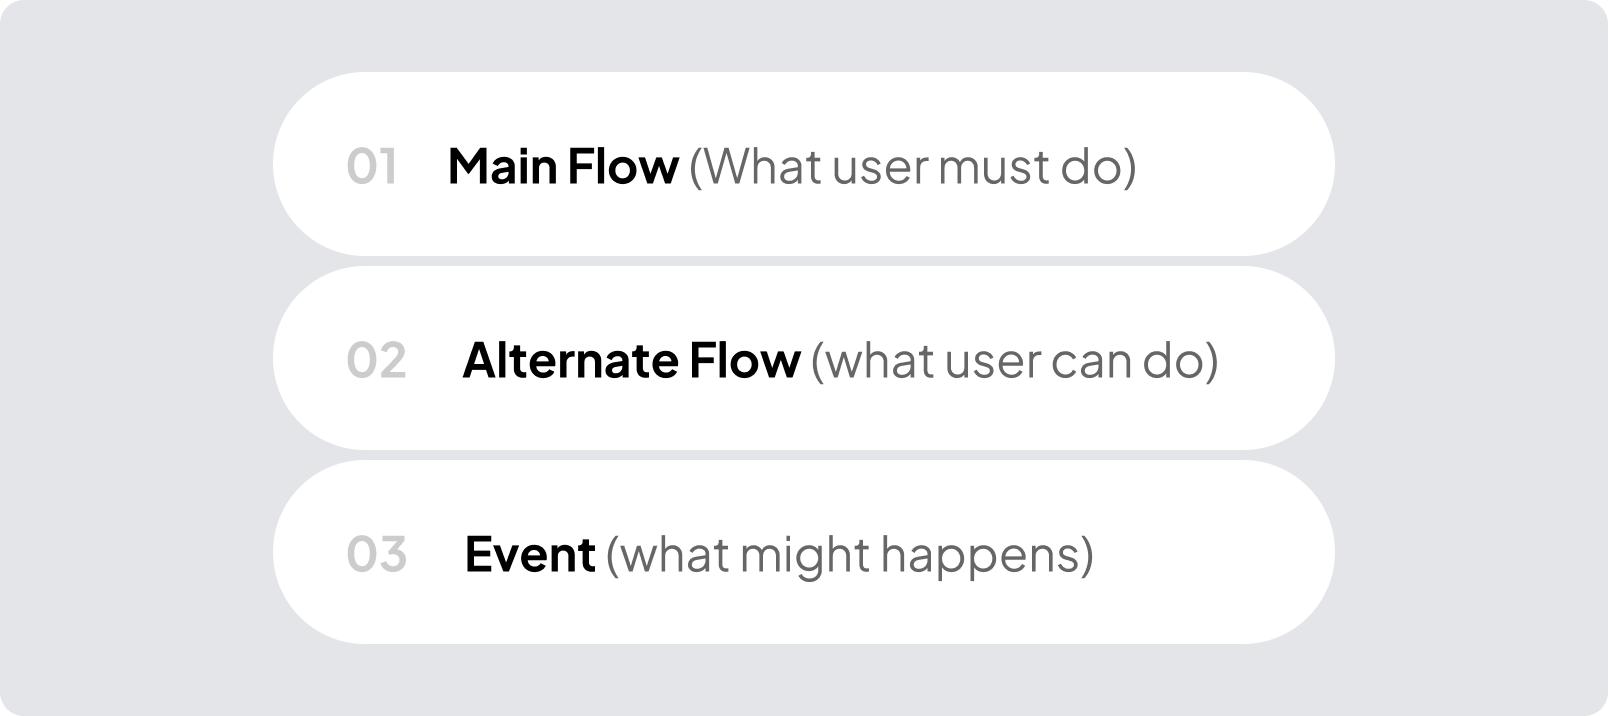 01 Main Flow (What user must do)
02 Alternate Flow (what user can do)
03 Event (what might happens)